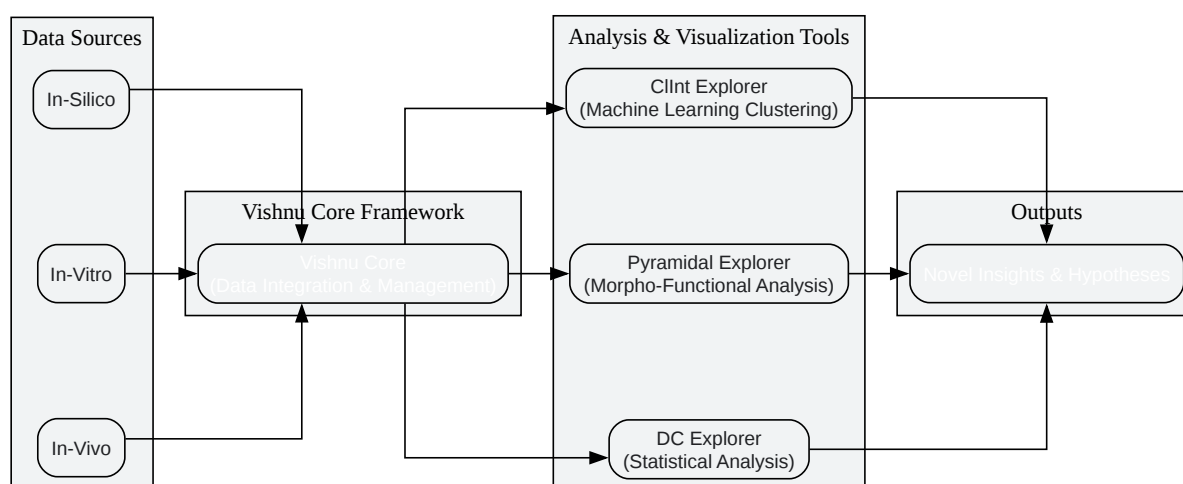 Data Sources
In-Silico
In-Vitro
In-Vivo
Vishnu Core Framework
Vishnu Core
(Data Integration & Management)
Analysis & Visualization Tools
ClInt Explorer
(Machine Learning Clustering)
Pyramidal Explorer
(Morpho-Functional Analysis)
DC Explorer
(Statistical Analysis)
Outputs
Novel Insights & Hypotheses